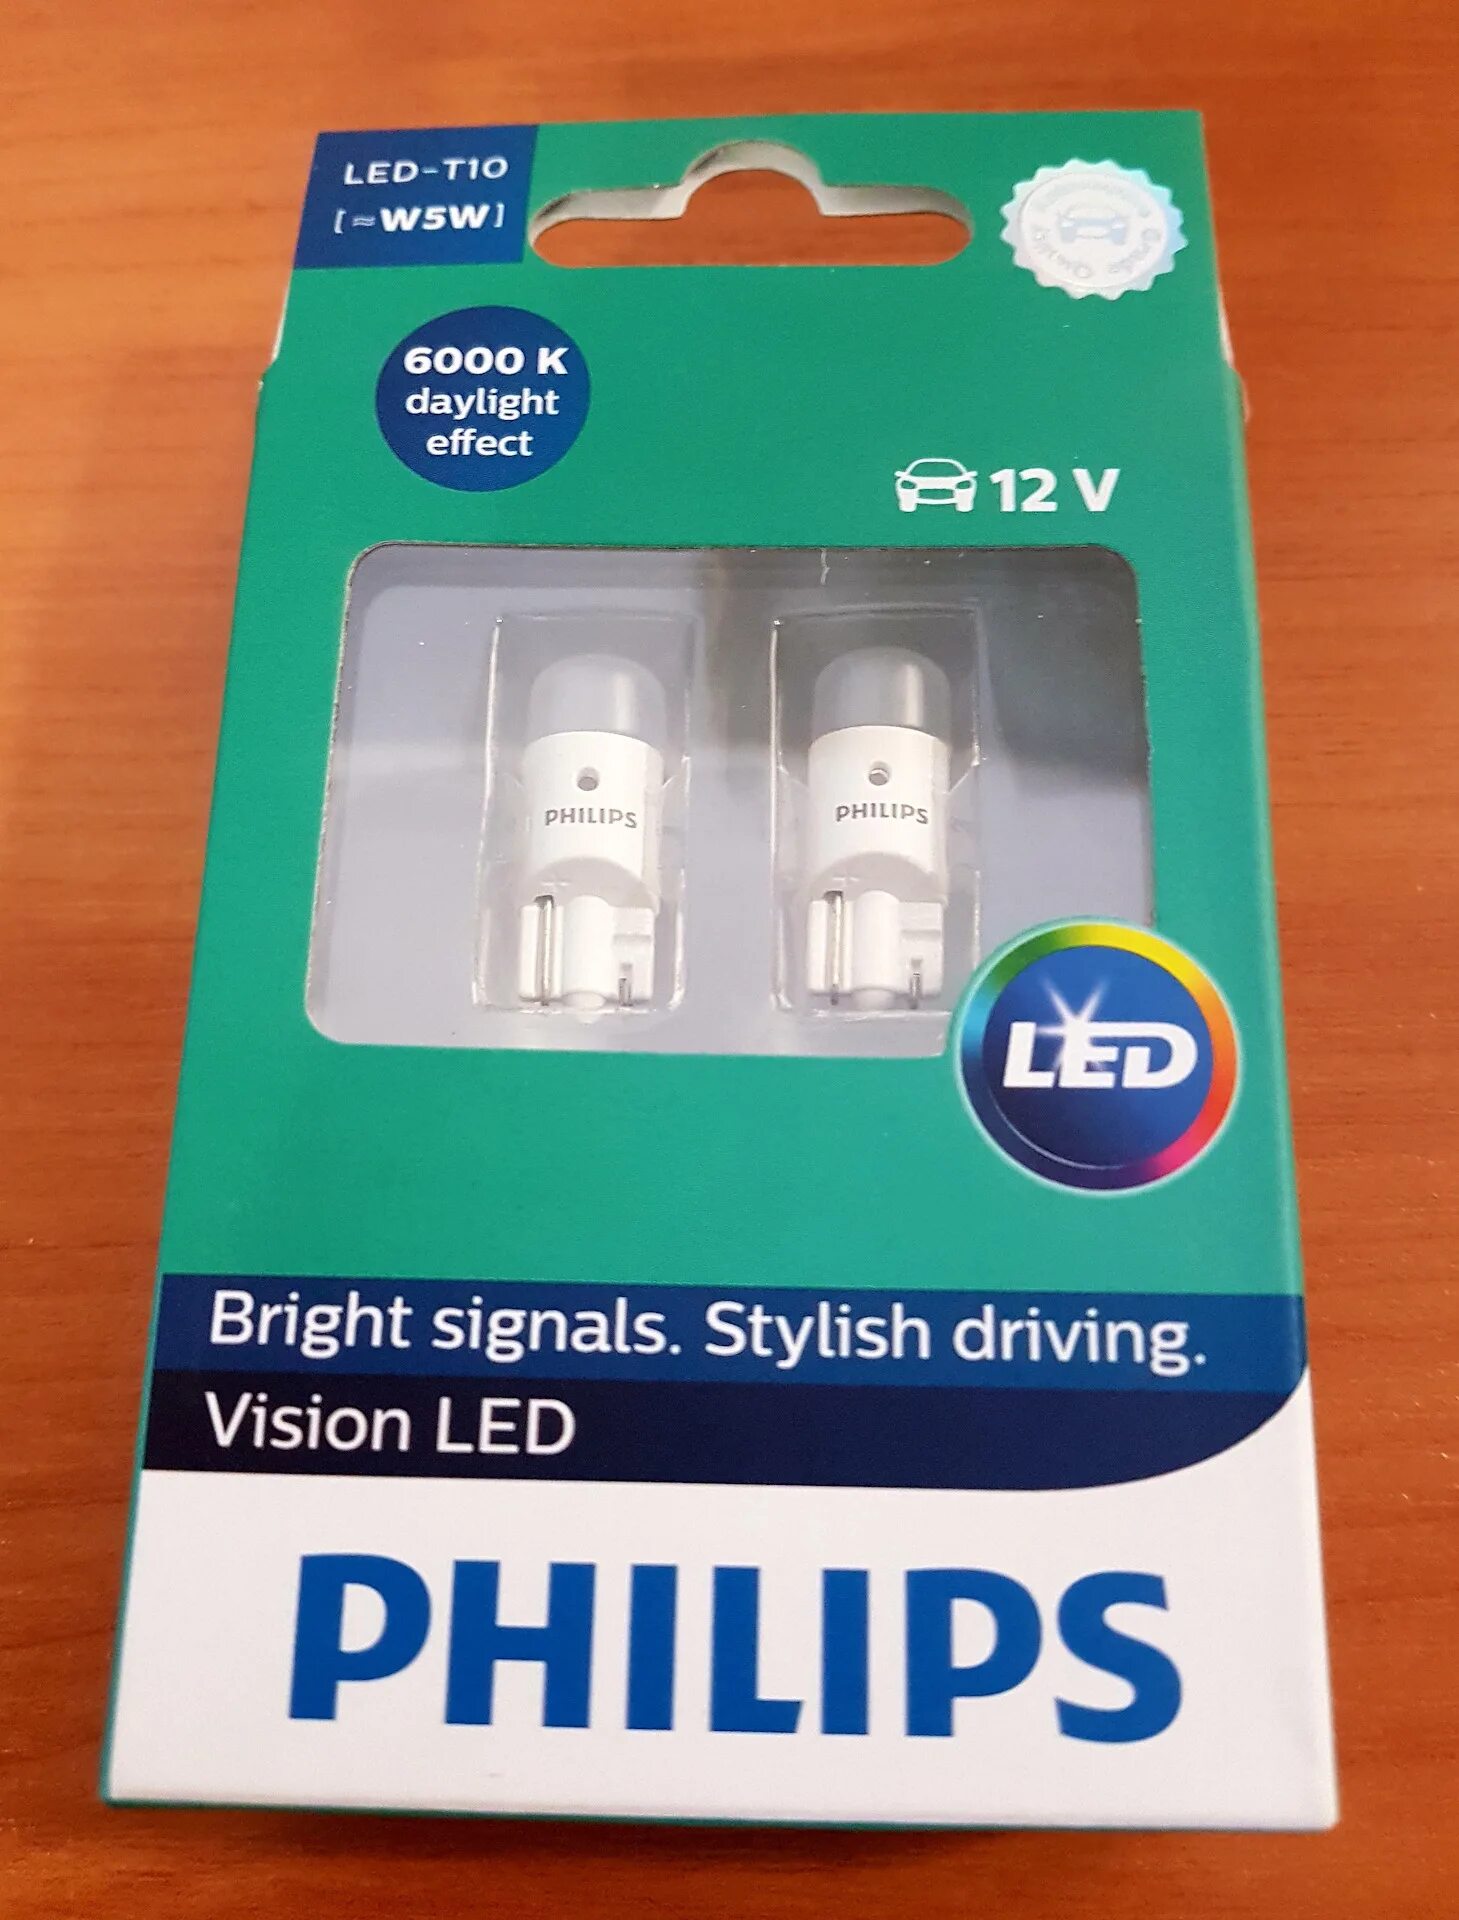 LED-T10
[≈W5W]
6000 K
daylight
effect
12 V
PHILIPS
PHILIPS
LED
Bright signals. Stylish driving.
Vision LED
PHILIPS